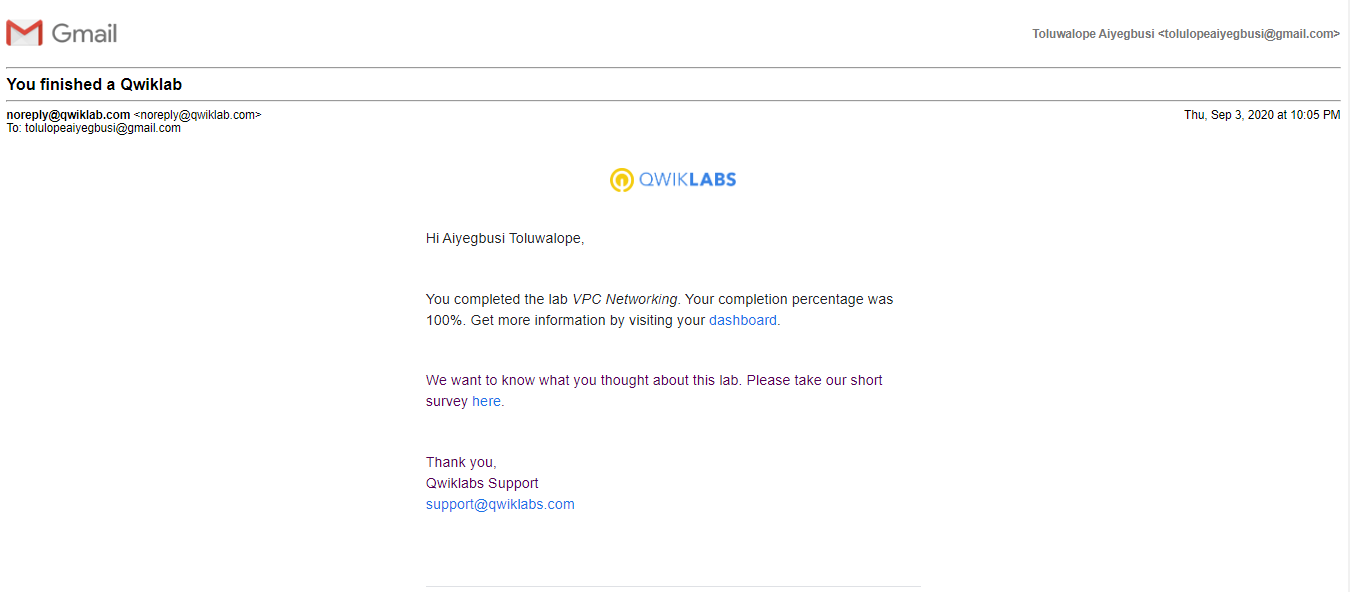 Gmail
Toluwalope Aiyegbusi <tolulopeaiyegbusi@gmail.com>
You finished a Qwiklab
noreply@qwiklab.com <noreply@qwiklab.com>
Thu, Sep 3, 2020 at 10:05 PM
To: tolulopeaiyegbusi@gmail.com
QWIKLABS
Hi Aiyegbusi Toluwalope,
You completed the lab VPC Networking. Your completion percentage was
100%. Get more information by visiting your dashboard.
We want to know what you thought about this lab. Please take our short
survey here.
Thank you,
Qwiklabs Support
support@qwiklabs.com